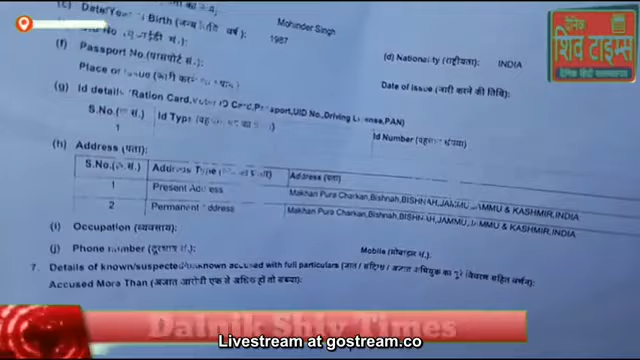 Mohinder Singh
(c) Date/Year of Birth (जन्म तिथि वर्ष): 1987
(d) Nationality (राष्ट्रीयता): INDIA
(f) Passport No.(पासपोर्ट सं.):
Place of Issue (जारी करने का स्थान)
Date of Issue (जारी करने की तिथि):
(g) Id details (Ration Card,Voter ID Card,Passport,UID No.,Driving License,PAN)
S.No.(क्र.सं.) Id Type Id Number (पहचान संख्या)
1
(h) Address (पता):
S.No.(क्र.सं.) Address Type Address (पता)
1 Present Address Makhan Pura Charkan,Bishnah,BISHNAH,JAMMU,JAMMU & KASHMIR,INDIA
2 Permanent Address Makhan Pura Charkan,Bishnah,BISHNAH,JAMMU,JAMMU & KASHMIR,INDIA
(i) Occupation (व्यवसाय):
(j) Phone number (दूरभाष सं.): Mobile (मोबाइल सं.):
7. Details of known/suspected/unknown accused with full particulars
Accused More Than (अज्ञात आरोपी एक से अधिक हों तो संख्या):
दैनिक
शिव टाइम्स
Dainik Shiv Times
Livestream at gostream.co